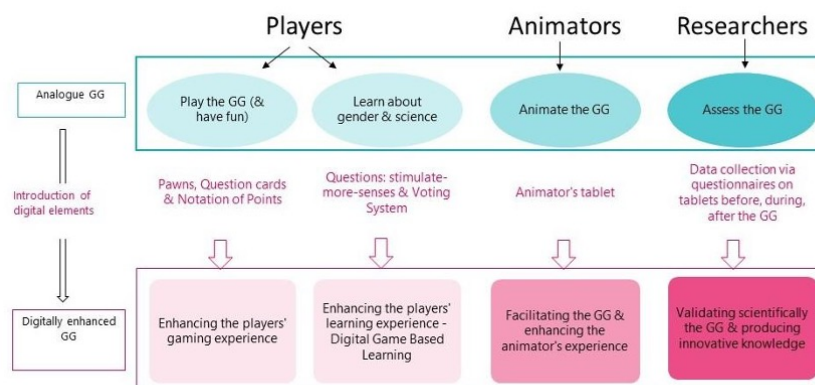 Players
Animators
Researchers
Analogue GG
Play the GG (&
have fun)
Learn about
gender & science
Animate the GG
Assess the GG
Introduction of
digital elements
Pawns, Question cards
& Notation of Points
Questions: stimulate-
more-senses & Voting
System
Animator's tablet
Data collection via
questionnaires on
tablets before, during,
after the GG
Digitally enhanced
GG
Enhancing the players'
gaming experience
Enhancing the players'
learning experience -
Digital Game Based
Learning
Facilitating the GG &
enhancing the
animator's experience
Validating scientifically
the GG & producing
innovative knowledge